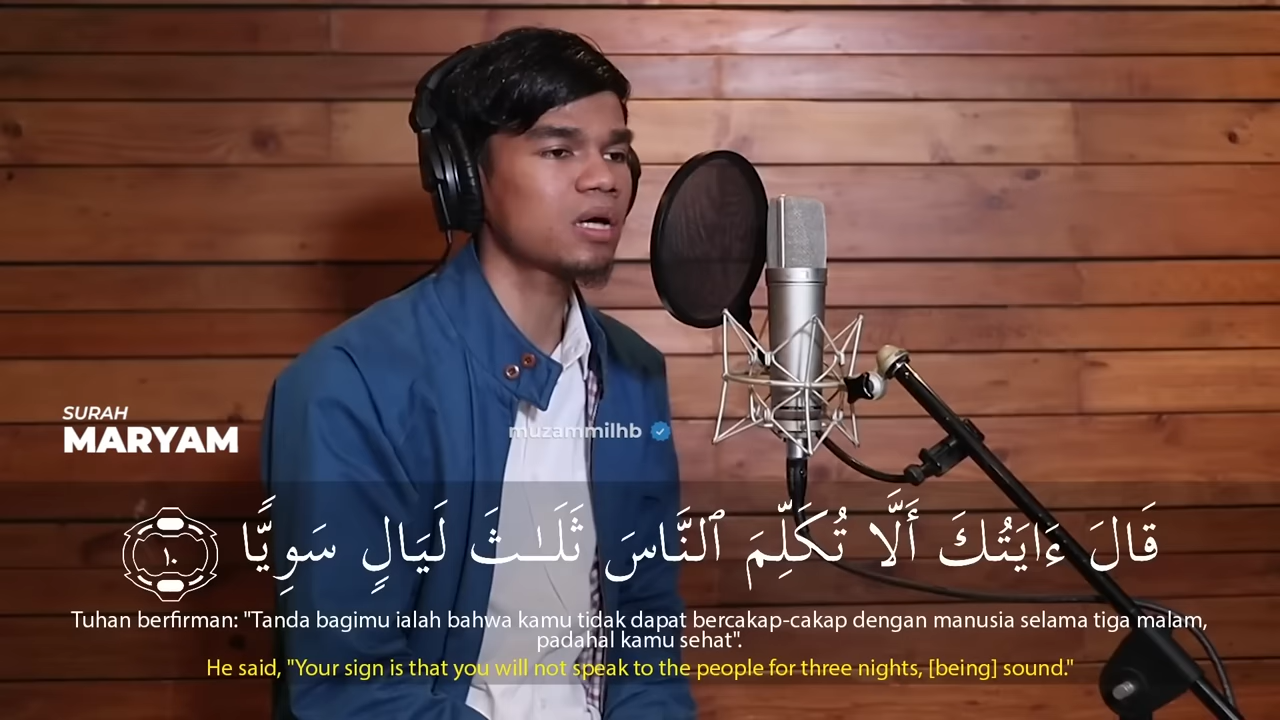 SURAH
MARYAM
muzammilhb
قَالَ ءَايَتُكَ أَلَّا تُكَلِّمَ ٱلنَّاسَ ثَلَـٰثَ لَيَالٍ سَوِيًّا ١٠
Tuhan berfirman: "Tanda bagimu ialah bahwa kamu tidak dapat bercakap-cakap dengan manusia selama tiga malam,
padahal kamu sehat".
He said, "Your sign is that you will not speak to the people for three nights, [being] sound."